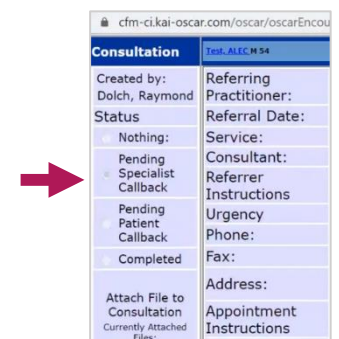 cfm-ci.kai-oscar.com/oscar/oscarEncou
Consultation
Test, ALEC M 54
Created by:
Dolch, Raymond
Status
Nothing:
Pending
Specialist
Callback
Pending
Patient
Callback
Completed
Attach File to
Consultation
Currently Attached
Files:
Referring
Practitioner:
Referral Date:
Service:
Consultant:
Referrer
Instructions
Urgency
Phone:
Fax:
Address:
Appointment
Instructions